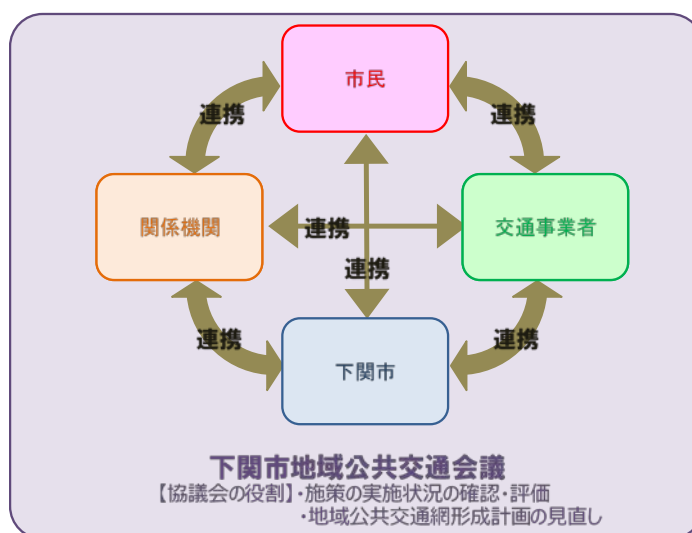 市民
連携
連携
関係機関
連携
交通事業者
連携
連携
連携
下関市
下関市地域公共交通会議
【協議会の役割】・施策の実施状況の確認・評価
・地域公共交通網形成計画の見直し